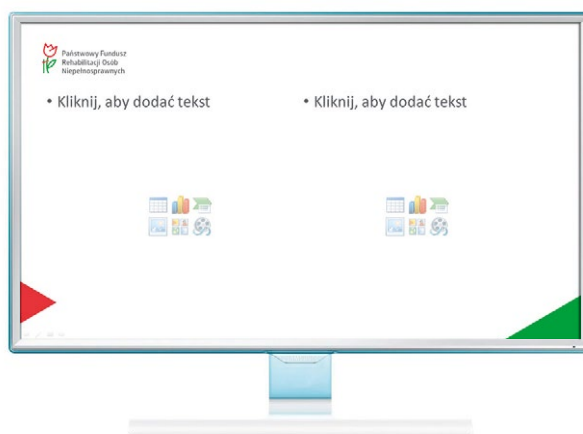 Państwowy Fundusz
Rehabilitacji Osób
Niepełnosprawnych
• Kliknij, aby dodać tekst
• Kliknij, aby dodać tekst